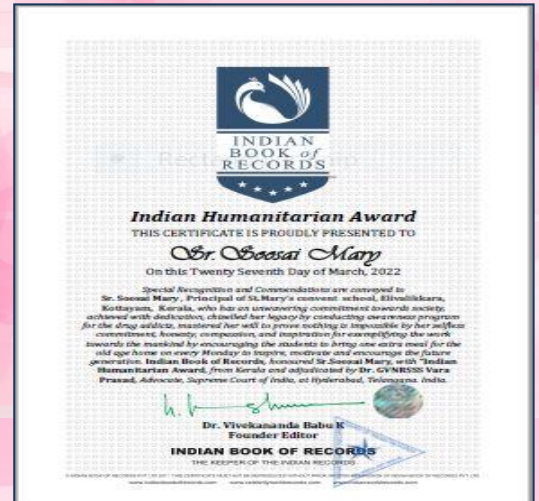 INDIAN
BOOK of
RECORDS
Indian Humanitarian Award
THIS CERTIFICATE IS PROUDLY PRESENTED TO
Sr. Soosai Mary
On this Twenty Seventh Day of March, 2022
Special Recognition and Commendations are conveyed to
Sr. Soosai Mary, Principal of St.Mary's convent school, Elivalikkara,
Kottayam, Kerala, who has an unwavering commitment towards society,
achieved with dedication, chiselled her legacy by conducting awareness program
for the drug addicts, mustered her will to prove nothing is impossible by her selfless
commitment, honesty, compassion, and inspiration for exemplifying the work
towards the mankind by encouraging the students to bring one extra meal for the
old age home on every Monday to inspire, motivate and encourage the future
generation. Indian Book of Records, honoured Sr.Soosai Mary, with "Indian
Humanitarian Award, from Kerala and adjudicated by Dr. GVNRSSS Vara
Prasad, Advocate, Supreme Court of India, at Hyderabad, Telangana. India.
Dr. Vivekananda Babu K
Founder Editor
INDIAN BOOK OF RECORDS
THE KEEPER OF THE INDIAN RECORDS